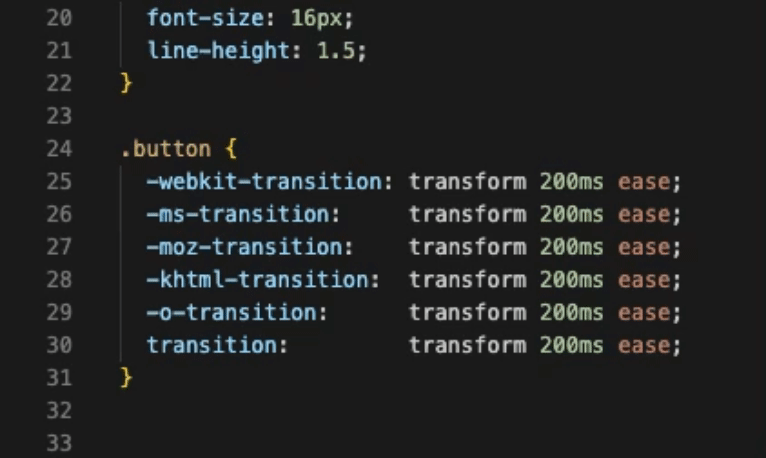 20 font-size: 16px;
21 line-height: 1.5;
22 }
23
24 .button {
25 -webkit-transition: transform 200ms ease;
26 -ms-transition: transform 200ms ease;
27 -moz-transition: transform 200ms ease;
28 -khtml-transition: transform 200ms ease;
29 -o-transition: transform 200ms ease;
30 transition: transform 200ms ease;
31 }
32
33